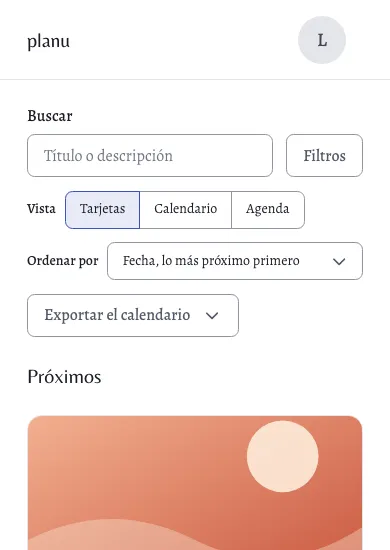 planu
L
Buscar
Título o descripción
Filtros
Vista
Tarjetas
Calendario
Agenda
Ordenar por
Fecha, lo más próximo primero
Exportar el calendario
Próximos